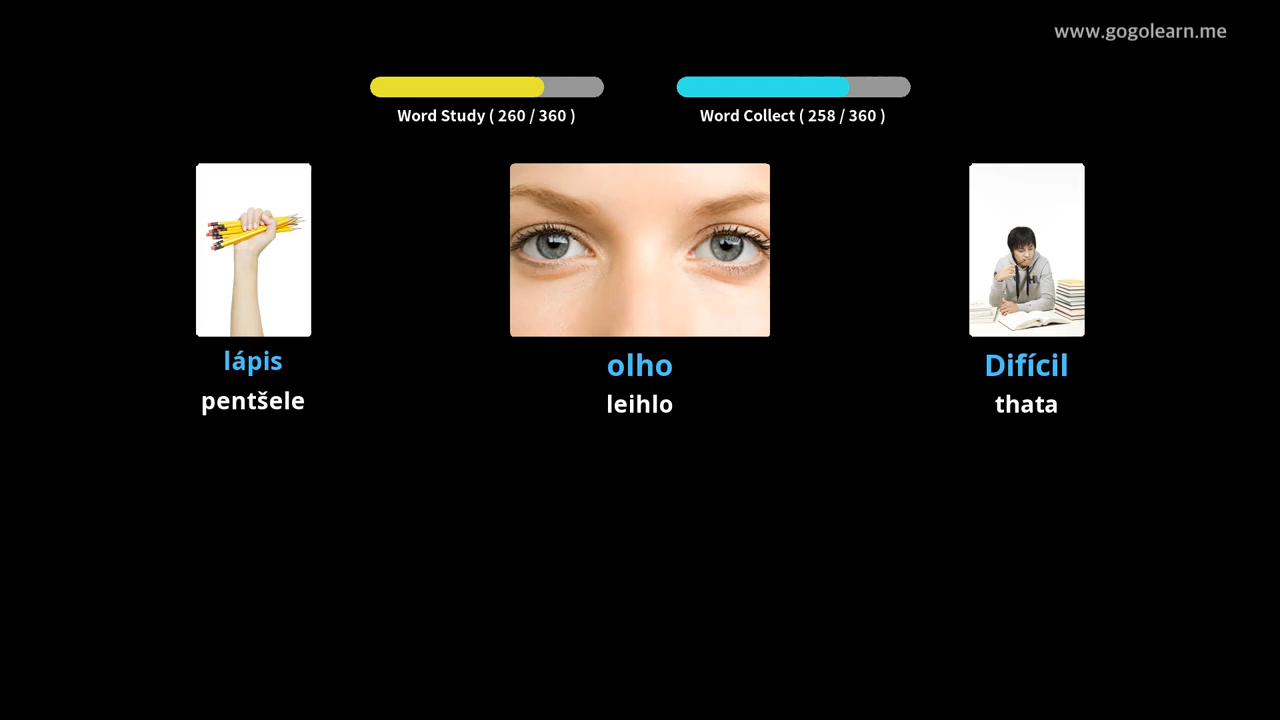 www.gogolearn.me
Word Study ( 260 / 360 )
Word Collect ( 258 / 360 )
lápis
pentšele
olho
leihlo
Difícil
thata